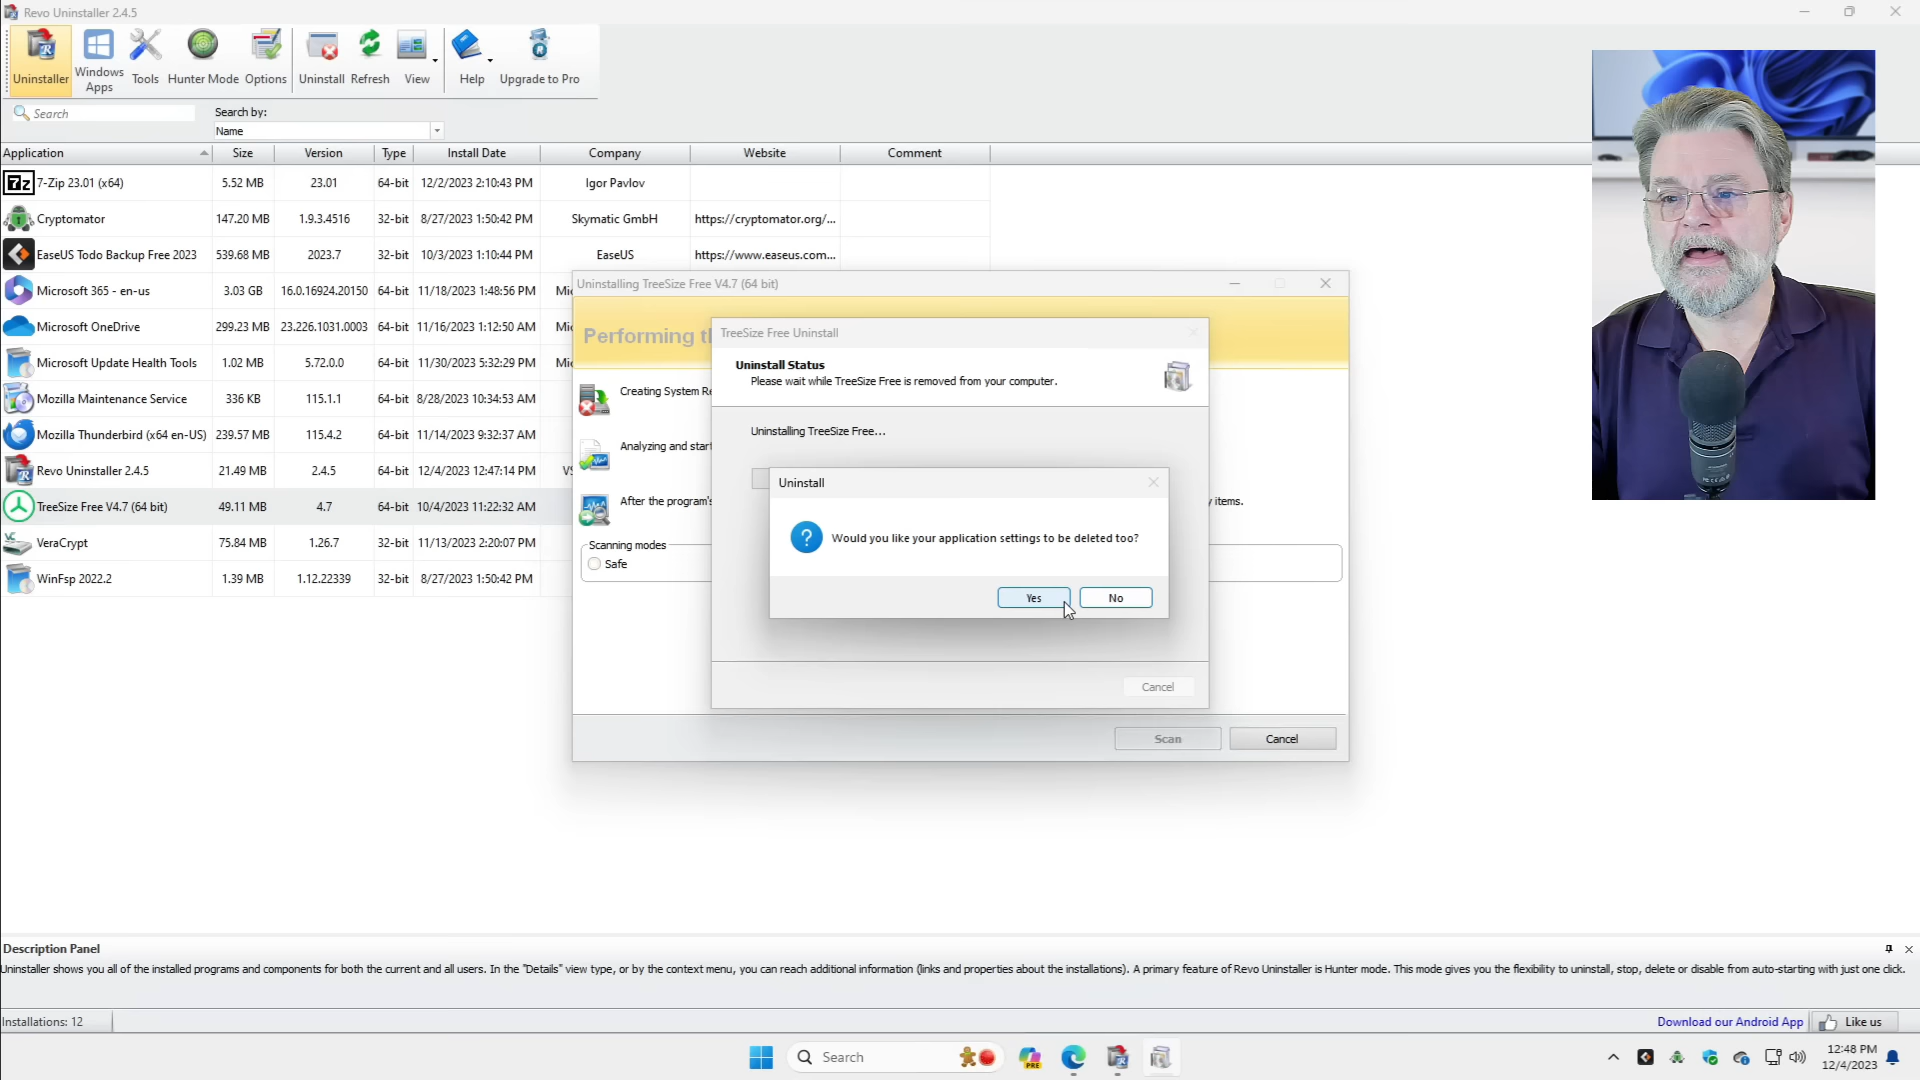 Revo Uninstaller 2.4.5
Uninstaller
Windows Apps
Tools
Hunter Mode
Options
Uninstall
Refresh
View
Help
Upgrade to Pro
Search
Search by:
Name
Application Size Version Type Install Date Company Website Comment
7z 7-Zip 23.01 (x64) 5.52 MB 23.01 64-bit 12/2/2023 2:10:43 PM Igor Pavlov
Cryptomator 147.20 MB 1.9.3.4516 32-bit 8/27/2023 1:50:42 PM Skymatic GmbH https://cryptomator.org/...
EaseUS Todo Backup Free 2023 539.68 MB 2023.7 32-bit 10/3/2023 1:10:44 PM EaseUS https://www.easeus.com...
Microsoft 365 - en-us 3.03 GB 16.0.16924.20150 64-bit 11/18/2023 1:48:56 PM Mic
Microsoft OneDrive 299.23 MB 23.226.1031.0003 64-bit 11/16/2023 1:12:50 AM Mic
Microsoft Update Health Tools 1.02 MB 5.72.0.0 64-bit 11/30/2023 5:32:29 PM Mic
Mozilla Maintenance Service 336 KB 115.1.1 64-bit 8/28/2023 10:34:53 AM
Mozilla Thunderbird (x64 en-US) 239.57 MB 115.4.2 64-bit 11/14/2023 9:32:37 AM
Revo Uninstaller 2.4.5 21.49 MB 2.4.5 64-bit 12/4/2023 12:47:14 PM VS
TreeSize Free V4.7 (64 bit) 49.11 MB 4.7 64-bit 10/4/2023 11:22:32 AM
VeraCrypt 75.84 MB 1.26.7 32-bit 11/13/2023 2:20:07 PM
WinFsp 2022.2 1.39 MB 1.12.22339 32-bit 8/27/2023 1:50:42 PM
Uninstalling TreeSize Free V4.7 (64 bit)
Performing th
Creating System Re
Analyzing and start
After the program's
y items.
Scanning modes
Safe
Scan
Cancel
TreeSize Free Uninstall
Uninstall Status
Please wait while TreeSize Free is removed from your computer.
Uninstalling TreeSize Free...
Cancel
Uninstall
Would you like your application settings to be deleted too?
Yes
No
Description Panel
Uninstaller shows you all of the installed programs and components for both the current and all users. In the "Details" view type, or by the context menu, you can reach additional information (links and properties about the installations). A primary feature of Revo Uninstaller is Hunter mode. This mode gives you the flexibility to uninstall, stop, delete or disable from auto-starting with just one click.
Installations: 12
Download our Android App
Like us
Search
PRE
12:48 PM
12/4/2023